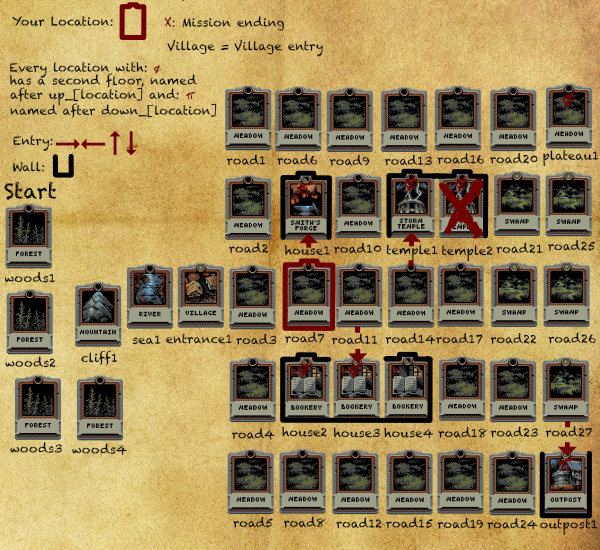 Your Location:
X: Mission ending
Village = Village entry
Every location with: ø
has a second floor, named
after up_[location] and: π
named after down_[location]
Entry: →← ↑↓
Wall:
Start
MEADOW MEADOW MEADOW MEADOW MEADOW MEADOW MEADOW
road1 road6 road9 road13 road16 road20 plateau1
FOREST MEADOW SMITH'S FORGE MEADOW STORM TEMPLE SWAMP SWAMP
woods1 road2 house1 road10 temple1 temple2 road21 road25
FOREST MOUNTAIN RIVER VILLAGE MEADOW MEADOW MEADOW MEADOW MEADOW SWAMP SWAMP
woods2 cliff1 sea1 entrance1 road3 road7 road11 road14 road17 road22 road26
FOREST FOREST MEADOW BOOKERY BOOKERY BOOKERY MEADOW MEADOW SWAMP
woods3 woods4 road4 house2 house3 house4 road18 road23 road27
MEADOW MEADOW MEADOW MEADOW MEADOW MEADOW OUTPOST
road5 road8 road12 road15 road19 road24 outpost1